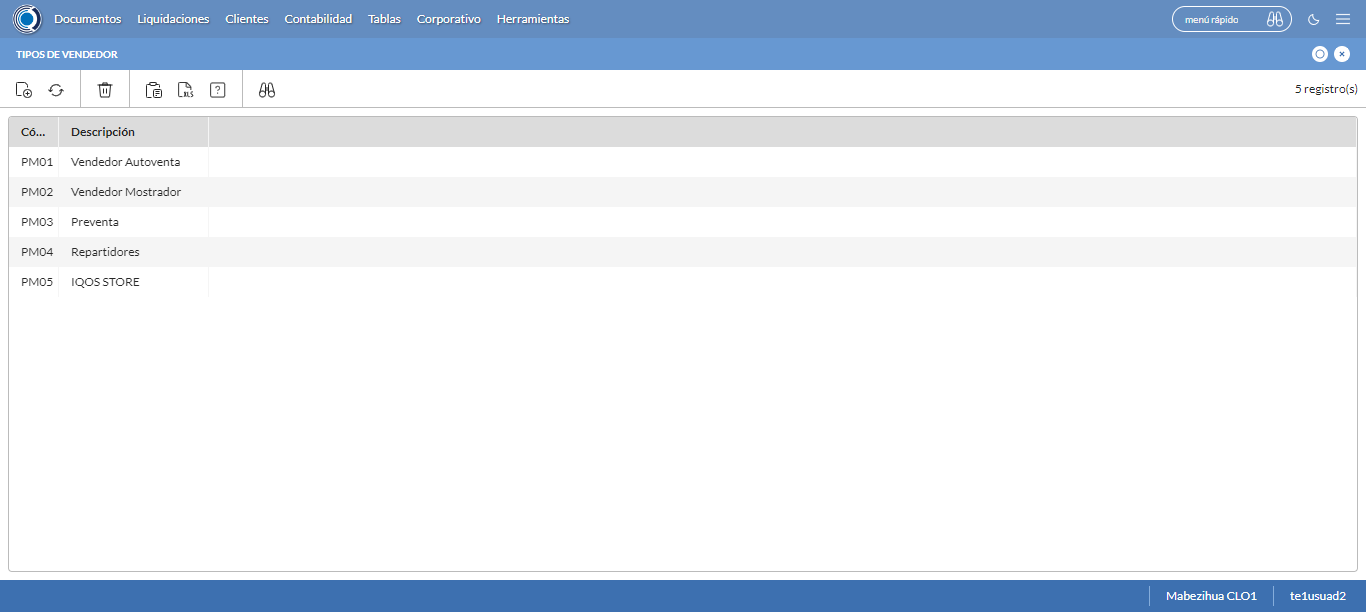 Documentos Liquidaciones Clientes Contabilidad Tablas Corporativo Herramientas menú rápido
TIPOS DE VENDEDOR
XLS ? 5 registro(s)
Có... Descripción
PM01 Vendedor Autoventa
PM02 Vendedor Mostrador
PM03 Preventa
PM04 Repartidores
PM05 IQOS STORE
Mabezihua CLO1 te1usuad2